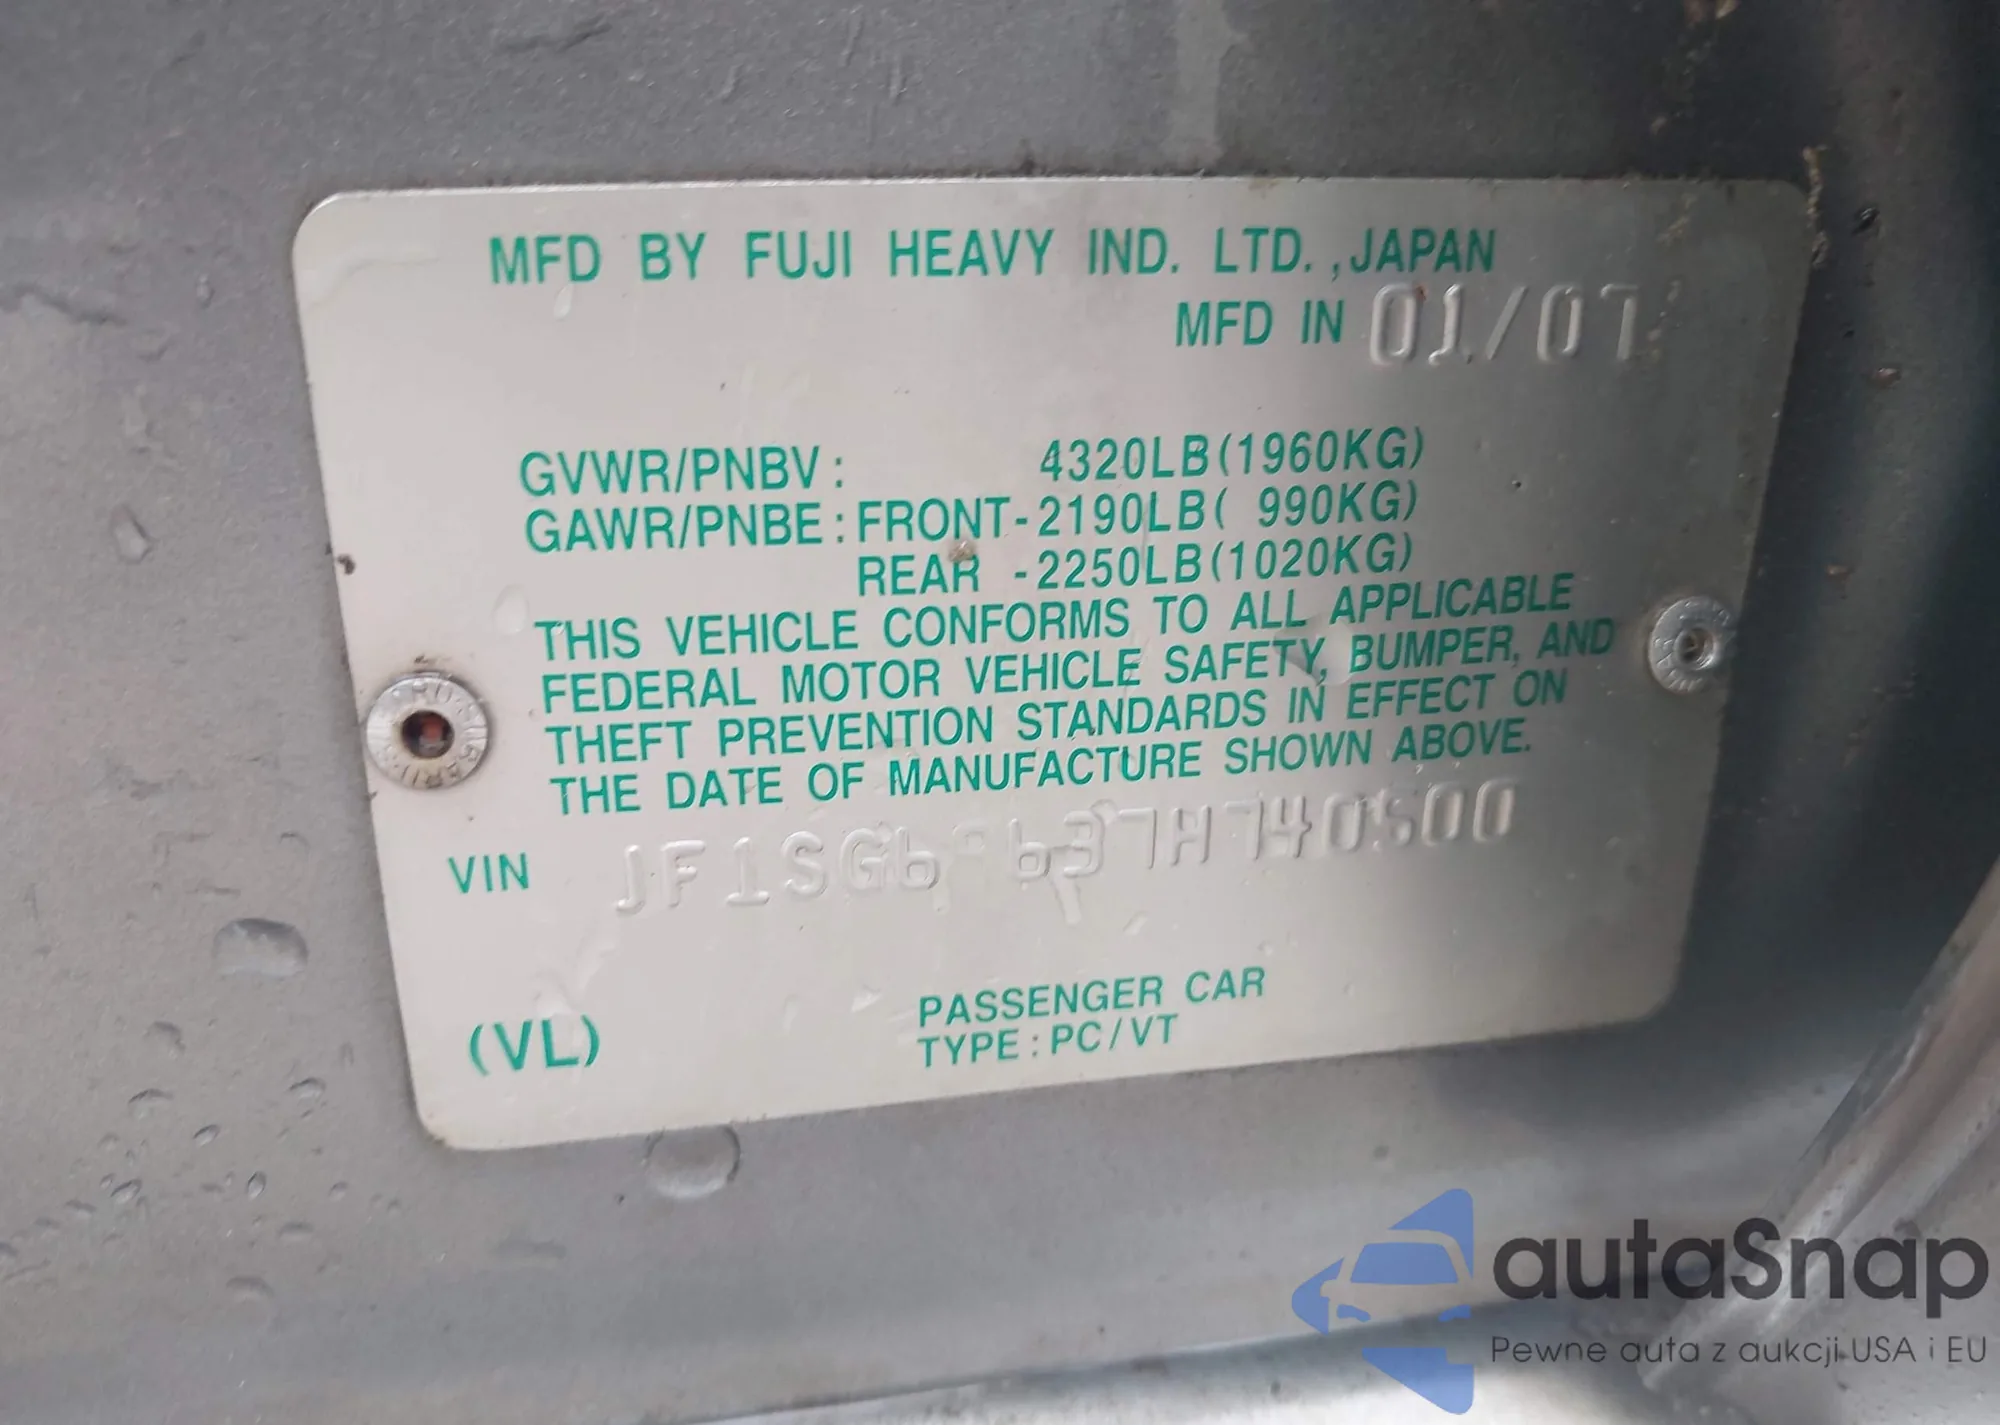 MFD BY FUJI HEAVY IND. LTD.,JAPAN
MFD IN 01/07
GVWR/PNBV: 4320LB(1960KG)
GAWR/PNBE:FRONT-2190LB( 990KG)
REAR -2250LB(1020KG)
THIS VEHICLE CONFORMS TO ALL APPLICABLE
FEDERAL MOTOR VEHICLE SAFETY, BUMPER, AND
THEFT PREVENTION STANDARDS IN EFFECT ON
THE DATE OF MANUFACTURE SHOWN ABOVE.
VIN
(VL)
PASSENGER CAR
TYPE:PC/VT
autaSnap
Pewne auta z aukcji USA i EU